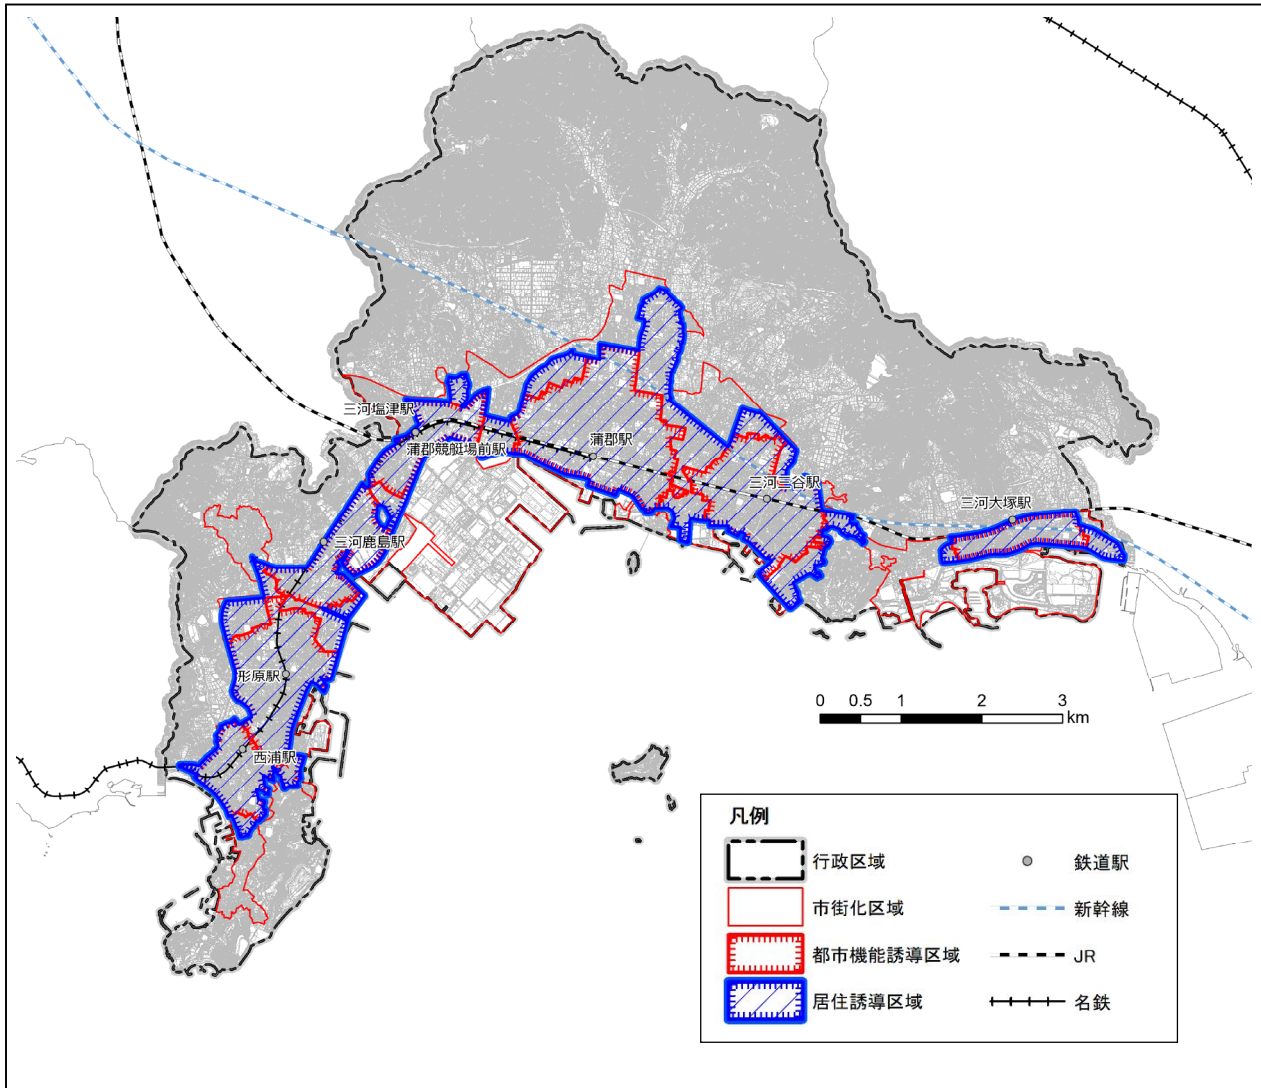 三河塩津駅
蒲郡競艇場前駅
蒲郡駅
三河三谷駅
三河大塚駅
三河鹿島駅
形原駅
西浦駅
0 0.5 1 2 3
km
凡例
行政区域
鉄道駅
市街化区域
新幹線
都市機能誘導区域
JR
居住誘導区域
名鉄